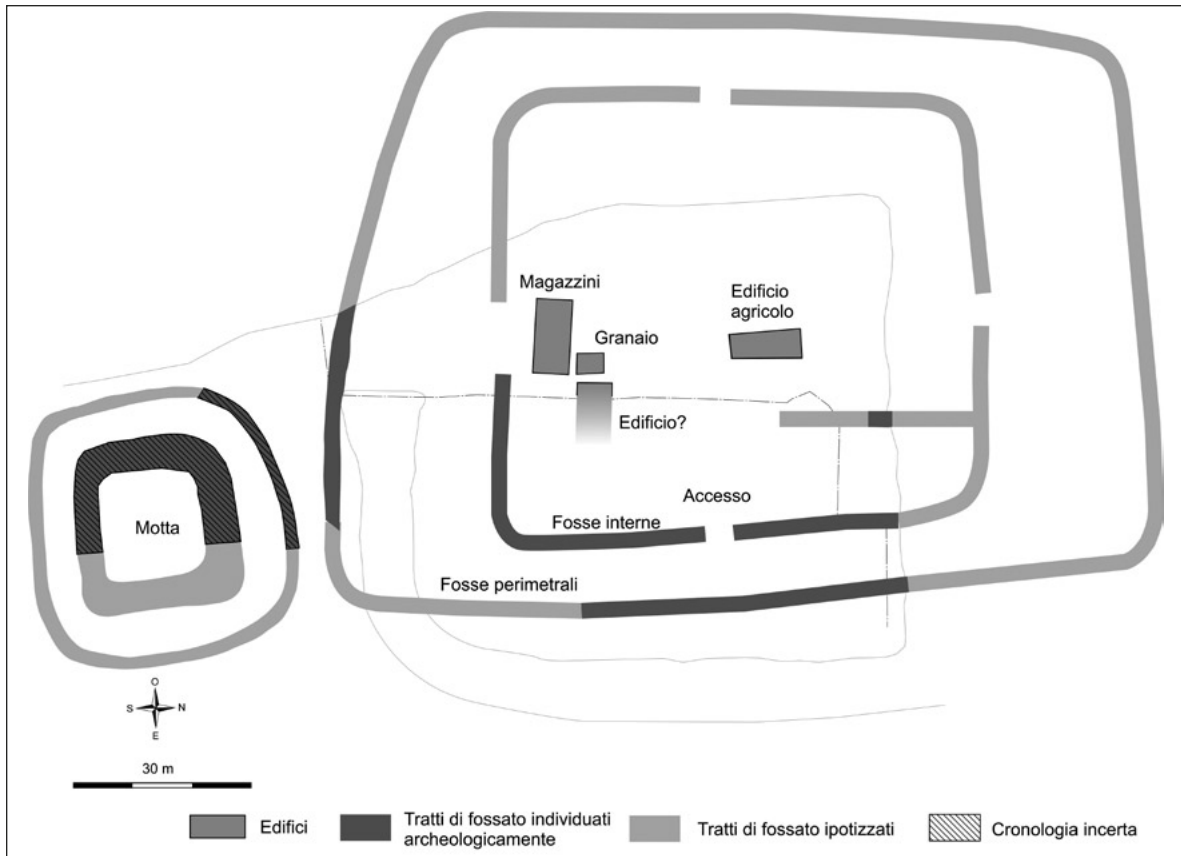 Magazzini
Edificio
agricolo
Granaio
Edificio?
Accesso
Motta
Fosse interne
Fosse perimetrali
O
S N
E
30 m
Edifici
Tratti di fossato individuati
archeologicamente
Tratti di fossato ipotizzati
Cronologia incerta